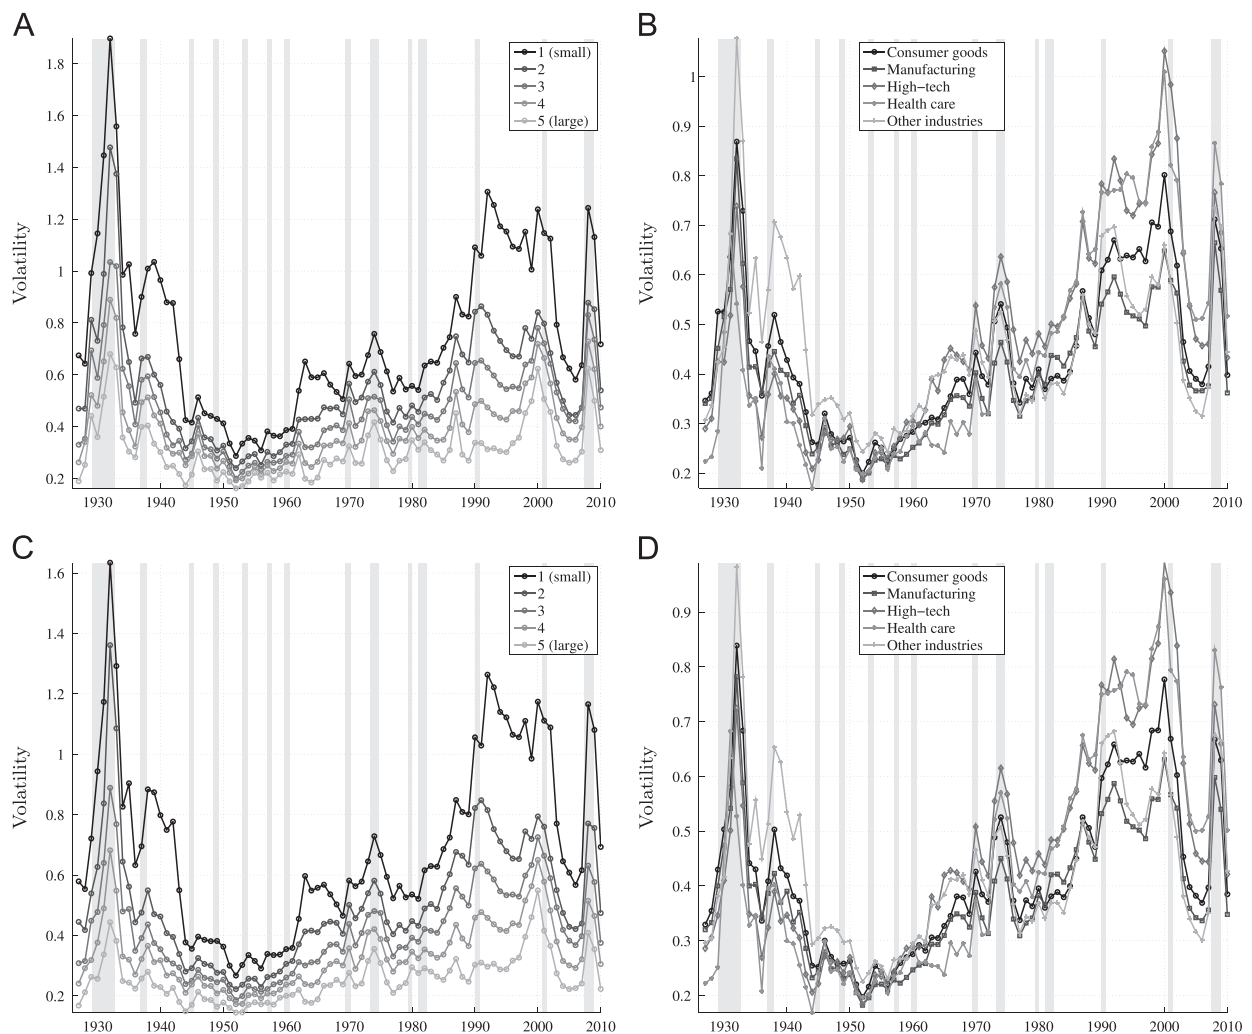 A
1 (small)
2
3
4
5 (large)
Volatility
1.8
1.6
1.4
1.2
1
0.8
0.6
0.4
0.2
1930 1940 1950 1960 1970 1980 1990 2000 2010
B
Consumer goods
Manufacturing
High−tech
Health care
Other industries
Volatility
1
0.9
0.8
0.7
0.6
0.5
0.4
0.3
0.2
1930 1940 1950 1960 1970 1980 1990 2000 2010
C
1 (small)
2
3
4
5 (large)
Volatility
1.6
1.4
1.2
1
0.8
0.6
0.4
0.2
1930 1940 1950 1960 1970 1980 1990 2000 2010
D
Consumer goods
Manufacturing
High−tech
Health care
Other industries
Volatility
0.9
0.8
0.7
0.6
0.5
0.4
0.3
0.2
1930 1940 1950 1960 1970 1980 1990 2000 2010